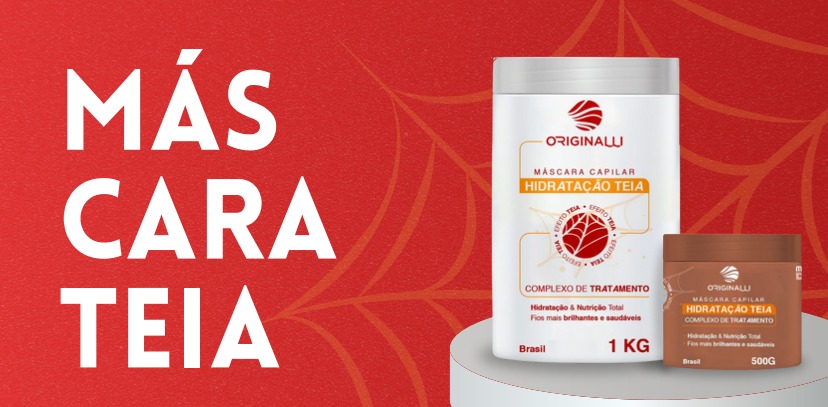 MÁS
CARA
TEIA
ORIGINALLI
MÁSCARA CAPILAR
HIDRATAÇÃO TEIA
EFEITO TEIA • EFEITO TEIA • EFEITO TEIA •
COMPLEXO DE TRATAMENTO
Hidratação & Nutrição Total
Fios mais brilhantes e saudáveis
Brasil 1 KG
ORIGINALLI
MÁSCARA CAPILAR
HIDRATAÇÃO TEIA
COMPLEXO DE TRATAMENTO
Hidratação & Nutrição Total
Fios mais brilhantes e saudáveis
Brasil 500G